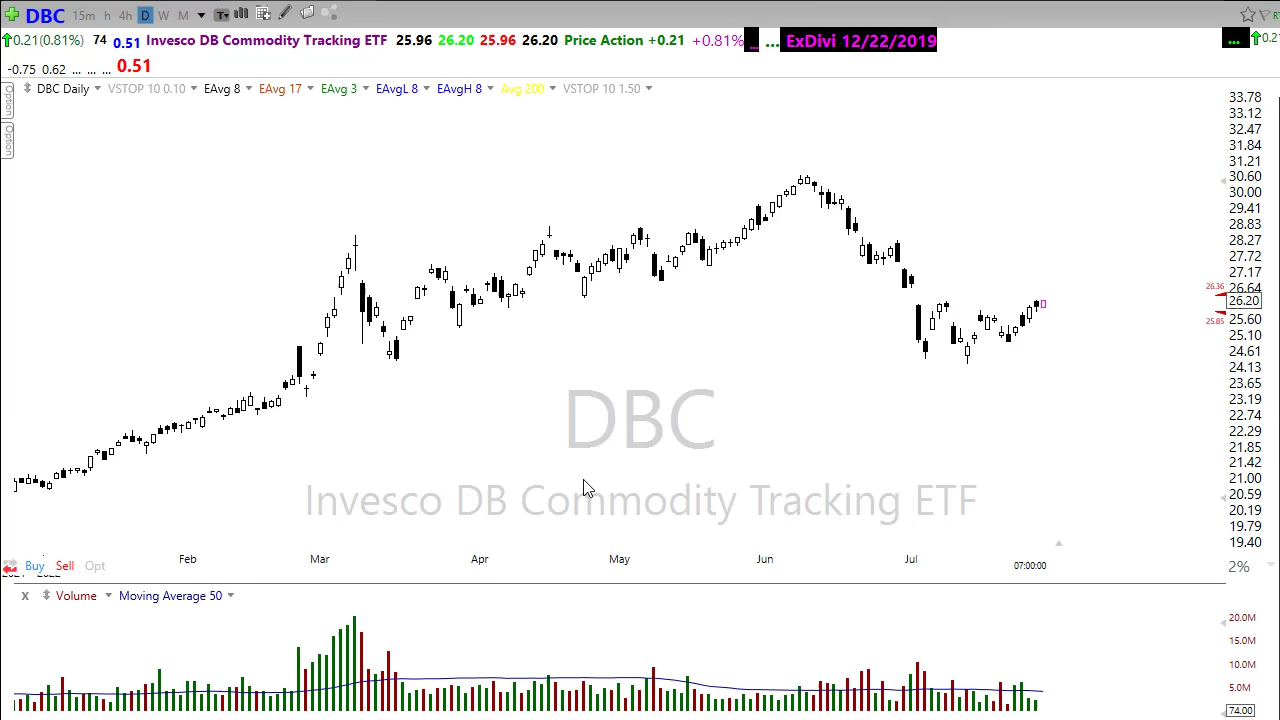 DBC 15m h 4h D W M T
0.21(0.81%) 74 0.51 Invesco DB Commodity Tracking ETF 25.96 26.20 25.96 26.20 Price Action +0.21 +0.81% ... ... ExDivi 12/22/2019 ... 0.21
-0.75 0.62 ... ... ... 0.51
Option
Option
DBC Daily VSTOP 10 0.10 EAvg 8 EAvg 17 EAvg 3 EAvgL 8 EAvgH 8 Avg 200 VSTOP 10 1.50
33.78
33.12
32.47
31.84
31.21
30.60
30.00
29.41
28.83
28.27
27.72
27.17
26.64
26.36
26.20
25.85
25.60
25.10
24.61
24.13
23.65
23.19
22.74
22.29
21.85
21.42
21.00
20.59
20.19
19.79
19.40
DBC
Invesco DB Commodity Tracking ETF
Feb Mar Apr May Jun Jul
Buy Sell Opt 07:00:00 2%
X Volume Moving Average 50
20.0M
15.0M
10.0M
5.0M
74.00